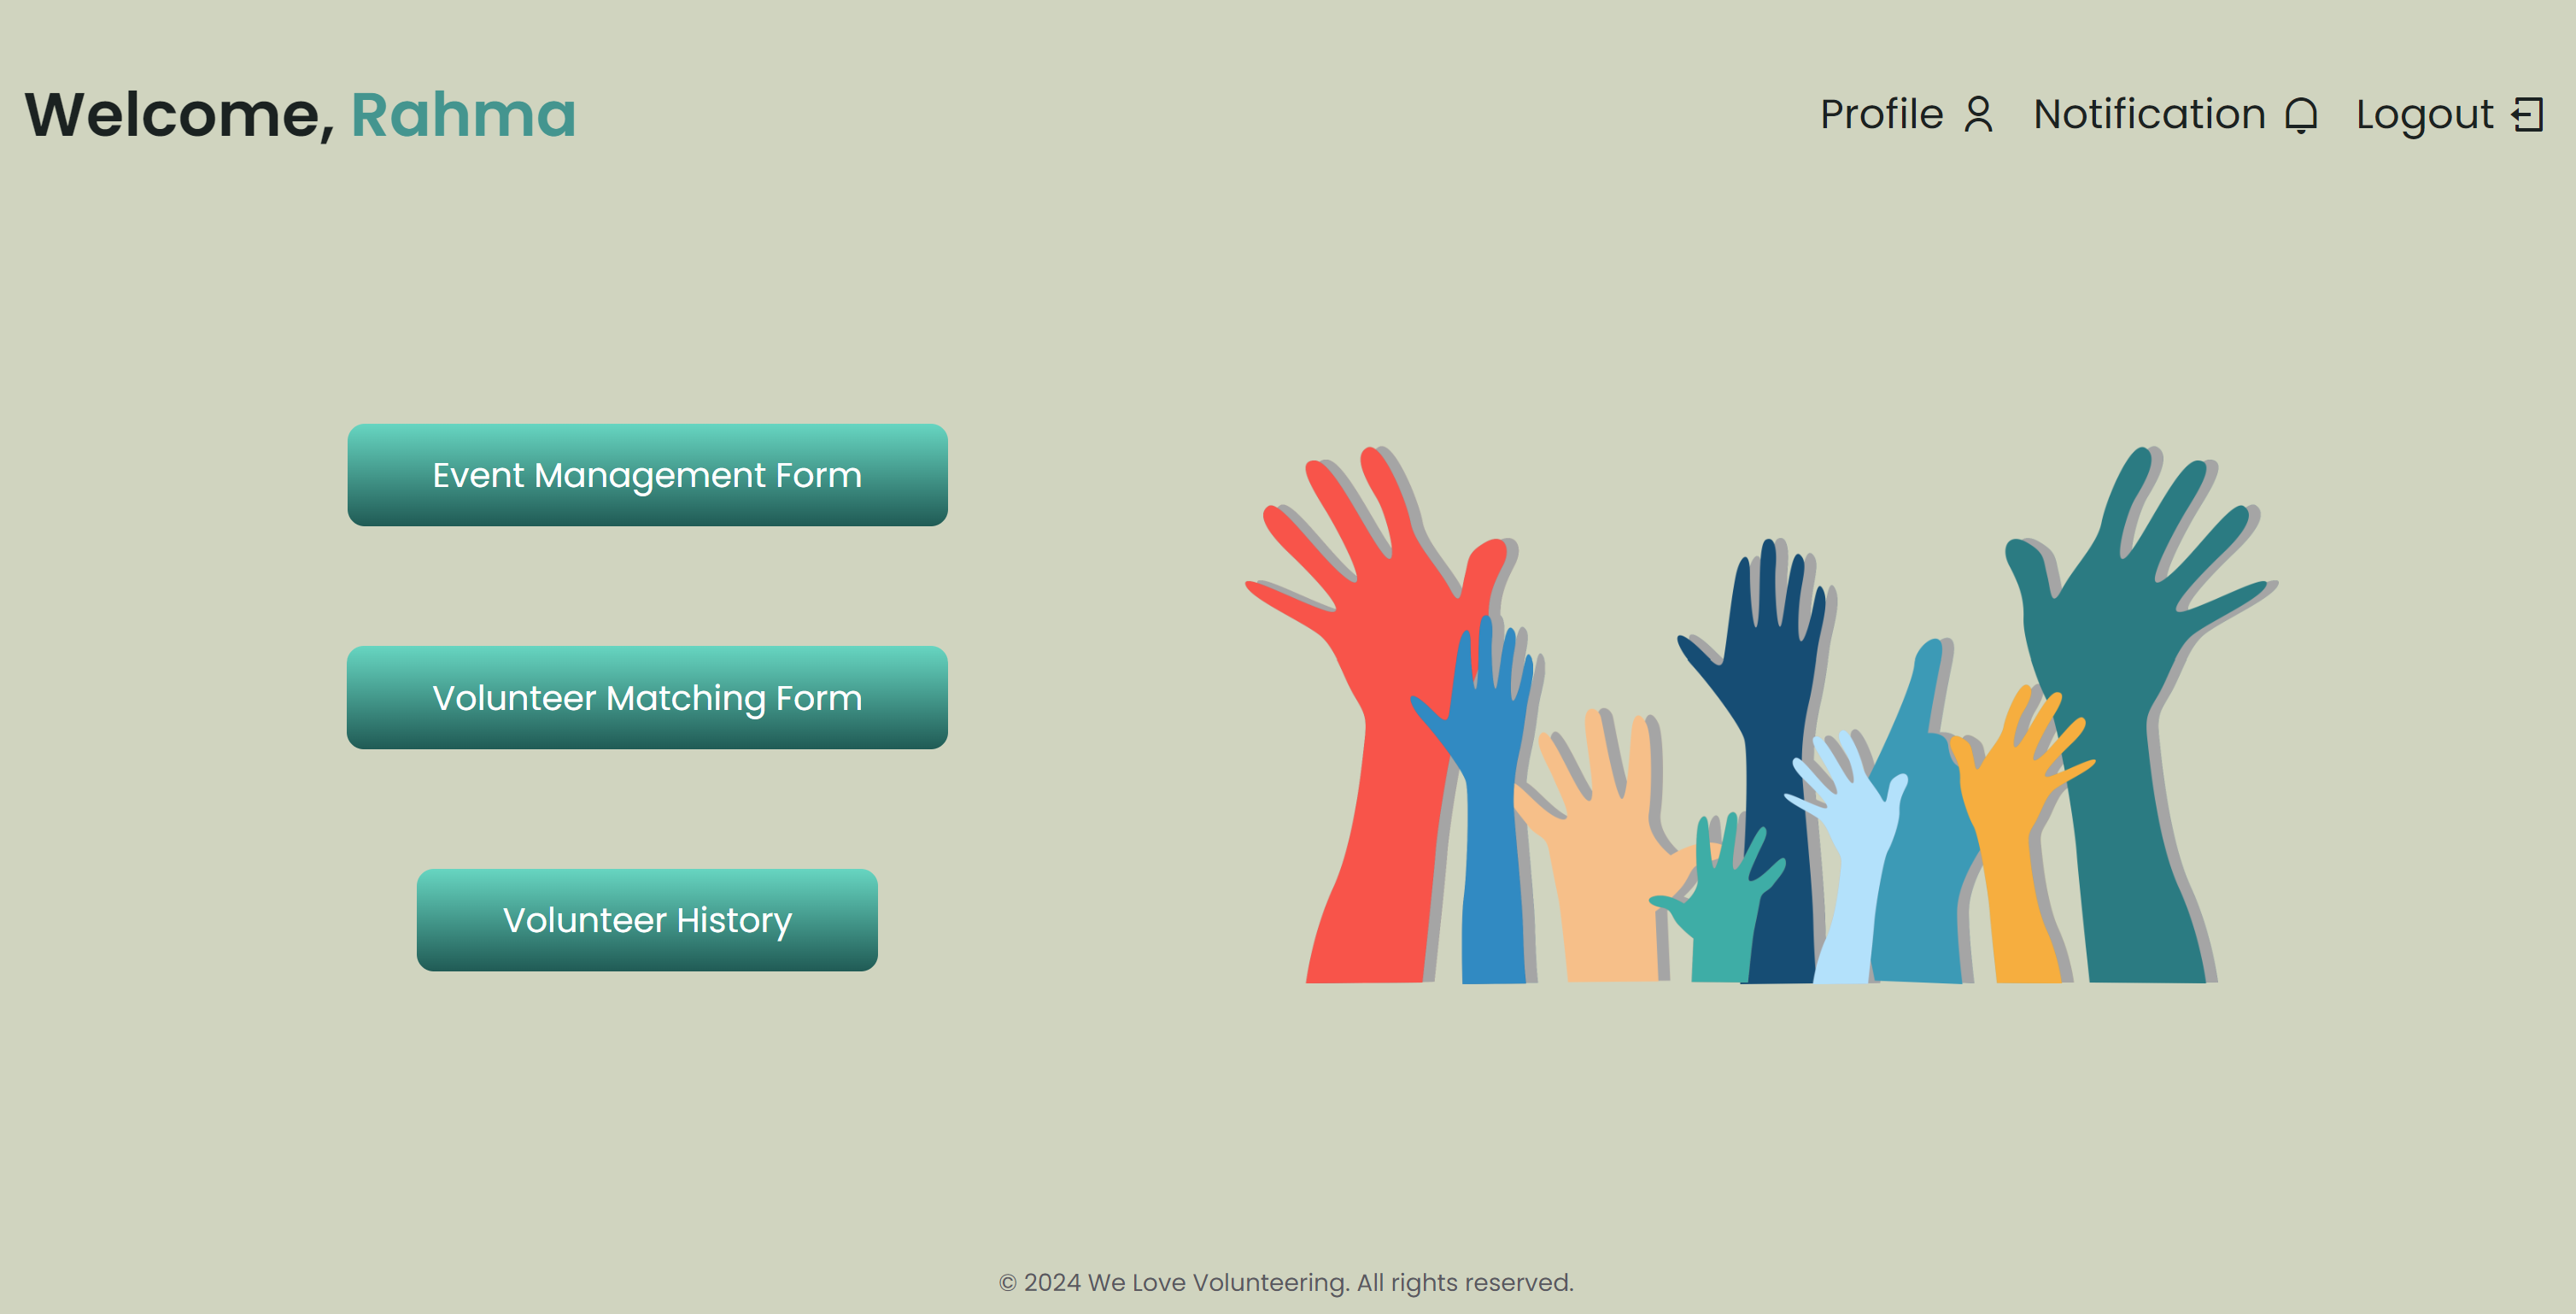 Welcome, Rahma
Profile
Notification
Logout
Event Management Form
Volunteer Matching Form
Volunteer History
© 2024 We Love Volunteering. All rights reserved.